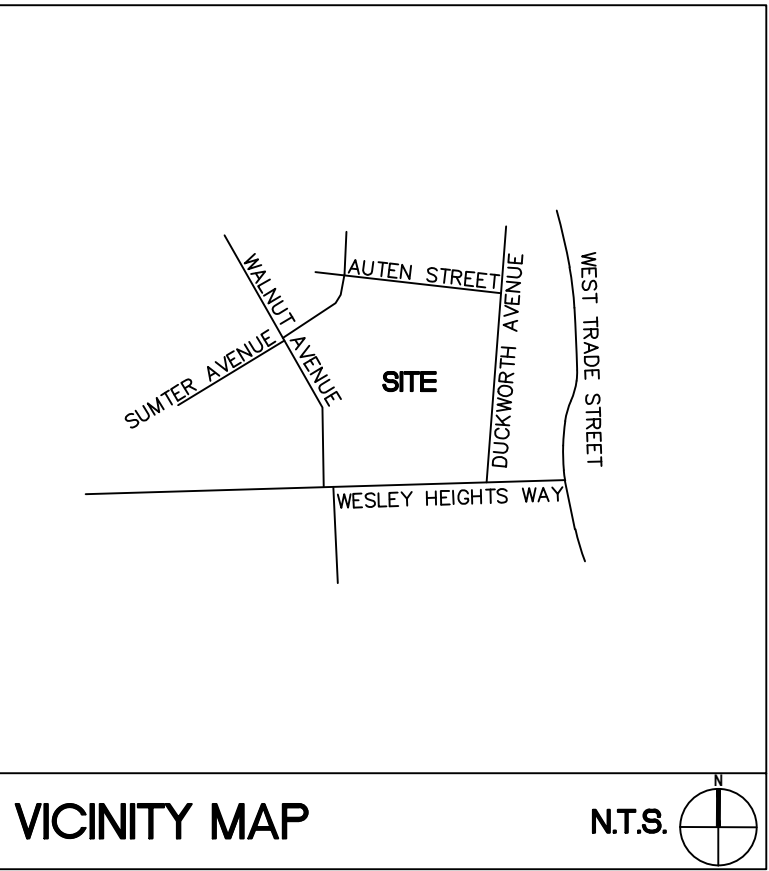 WALNUT AVENUE
AUTEN STREET
DUCKWORTH AVENUE
WEST TRADE STREET
SUMTER AVENUE
SITE
WESLEY HEIGHTS WAY
VICINITY MAP
N.T.S.
N